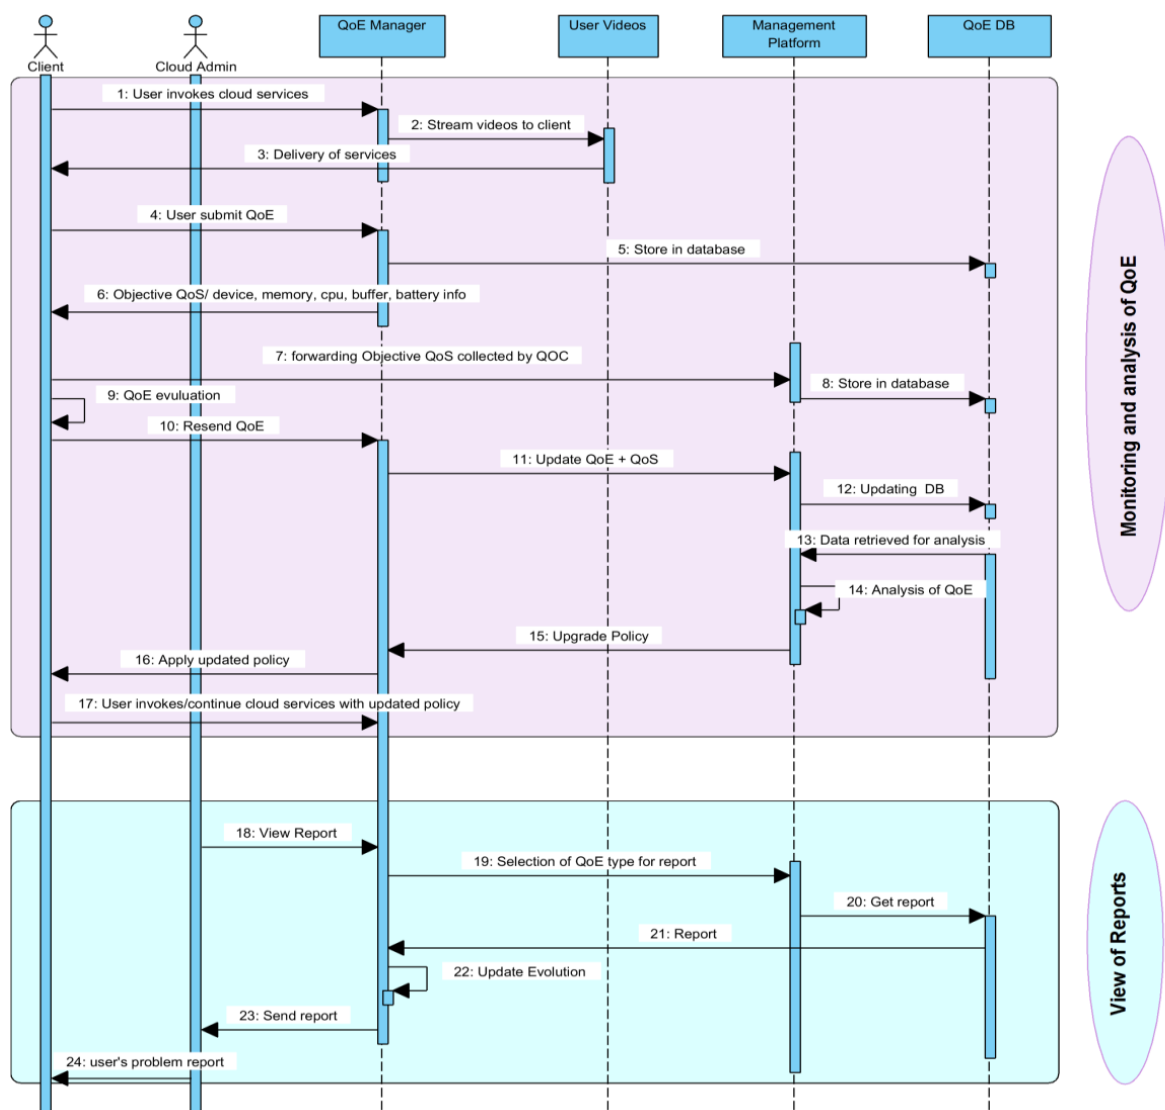 QoE Manager
User Videos
Management
Platform
QoE DB
Client
Cloud Admin
1: User invokes cloud services
2: Stream videos to client
3: Delivery of services
4: User submit QoE
5: Store in database
6: Objective QoS/ device, memory, cpu, buffer, battery info
7: forwarding Objective QoS collected by QOC
8: Store in database
9: QoE evuluation
10: Resend QoE
11: Update QoE + QoS
12: Updating DB
13: Data retrieved for analysis
14: Analysis of QoE
15: Upgrade Policy
16: Apply updated policy
17: User invokes/continue cloud services with updated policy
Monitoring and analysis of QoE
18: View Report
19: Selection of QoE type for report
20: Get report
21: Report
22: Update Evolution
23: Send report
24: user's problem report
View of Reports